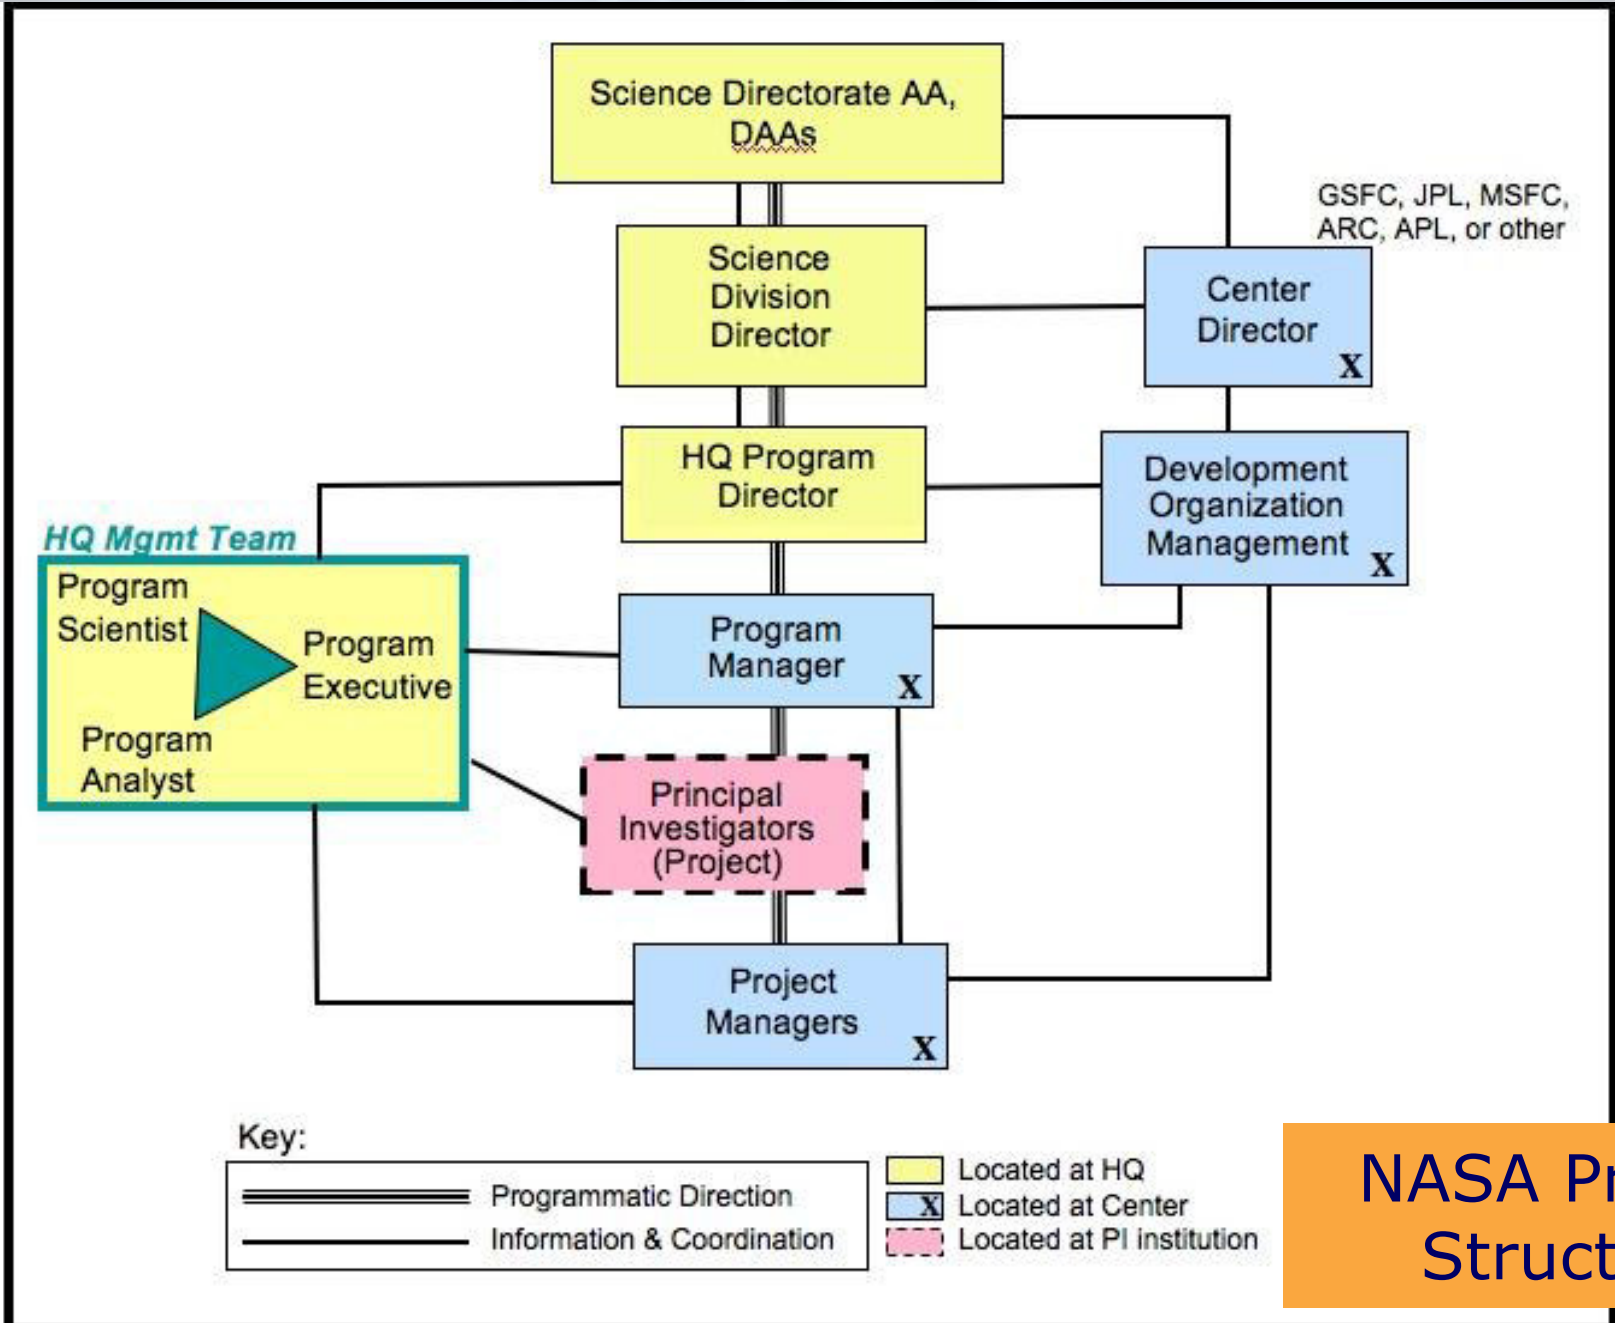 Science Directorate AA,
DAAs
GSFC, JPL, MSFC,
ARC, APL, or other
Science
Division
Director
Center
Director
X
HQ Program
Director
Development
Organization
Management
X
HQ Mgmt Team
Program
Scientist
Program
Executive
Program
Analyst
Program
Manager
X
Principal
Investigators
(Project)
Project
Managers
X
Key:
Programmatic Direction
Information & Coordination
Located at HQ
X Located at Center
Located at PI institution
NASA